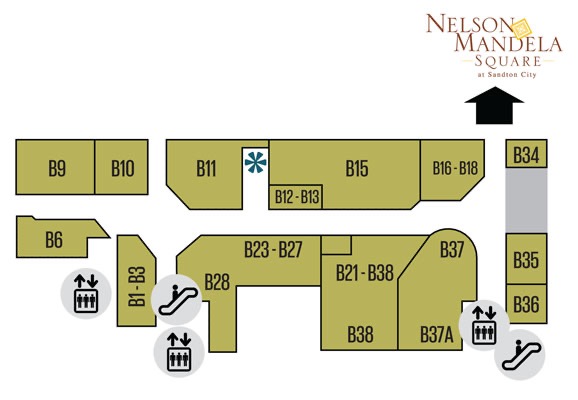 NELSON
MANDELA
SQUARE
at Sandton City
B9
B10
B11
B15
B16 - B18
B34
B12 - B13
B6
B1 - B3
B23 - B27
B28
B21 - B38
B37
B35
B36
B38
B37A